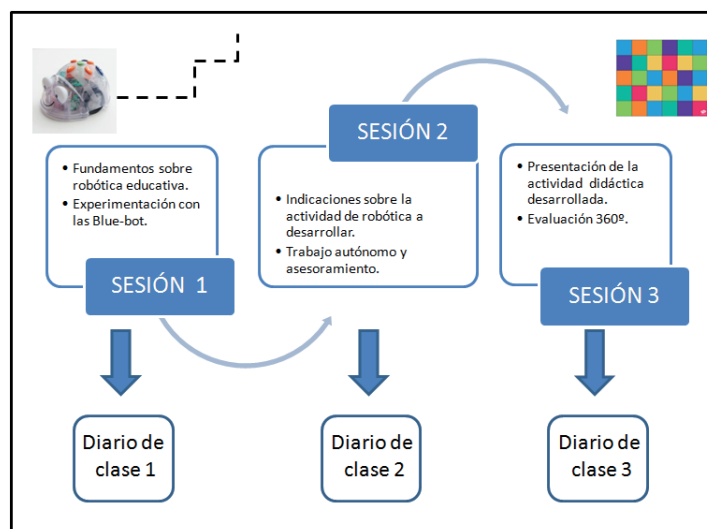 • Fundamentos sobre
robótica educativa.
• Experimentación con
las Blue-bot.
SESIÓN 1
SESIÓN 2
• Indicaciones sobre la
actividad de robótica a
desarrollar.
• Trabajo autónomo y
asesoramiento.
• Presentación de la
actividad didáctica
desarrollada.
• Evaluación 360º.
SESIÓN 3
Diario de
clase 1
Diario de
clase 2
Diario de
clase 3